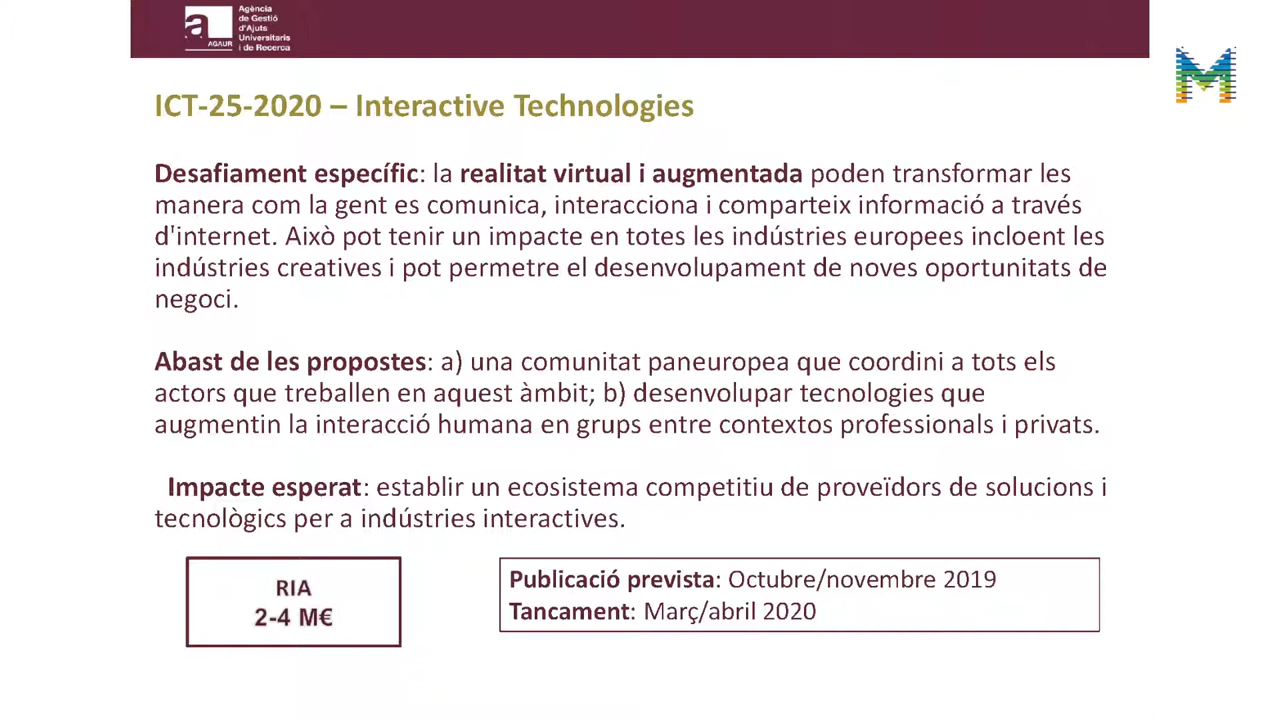 Agència
de Gestió
d'Ajuts
Universitaris
i de Recerca
a
AGAUR
M
ICT-25-2020 – Interactive Technologies
Desafiament específic: la realitat virtual i augmentada poden transformar les
manera com la gent es comunica, interacciona i comparteix informació a través
d'internet. Això pot tenir un impacte en totes les indústries europees incloent les
indústries creatives i pot permetre el desenvolupament de noves oportunitats de
negoci.
Abast de les propostes: a) una comunitat paneuropea que coordini a tots els
actors que treballen en aquest àmbit; b) desenvolupar tecnologies que
augmentin la interacció humana en grups entre contextos professionals i privats.
Impacte esperat: establir un ecosistema competitiu de proveïdors de solucions i
tecnològics per a indústries interactives.
RIA
2-4 M€
Publicació prevista: Octubre/novembre 2019
Tancament: Març/abril 2020